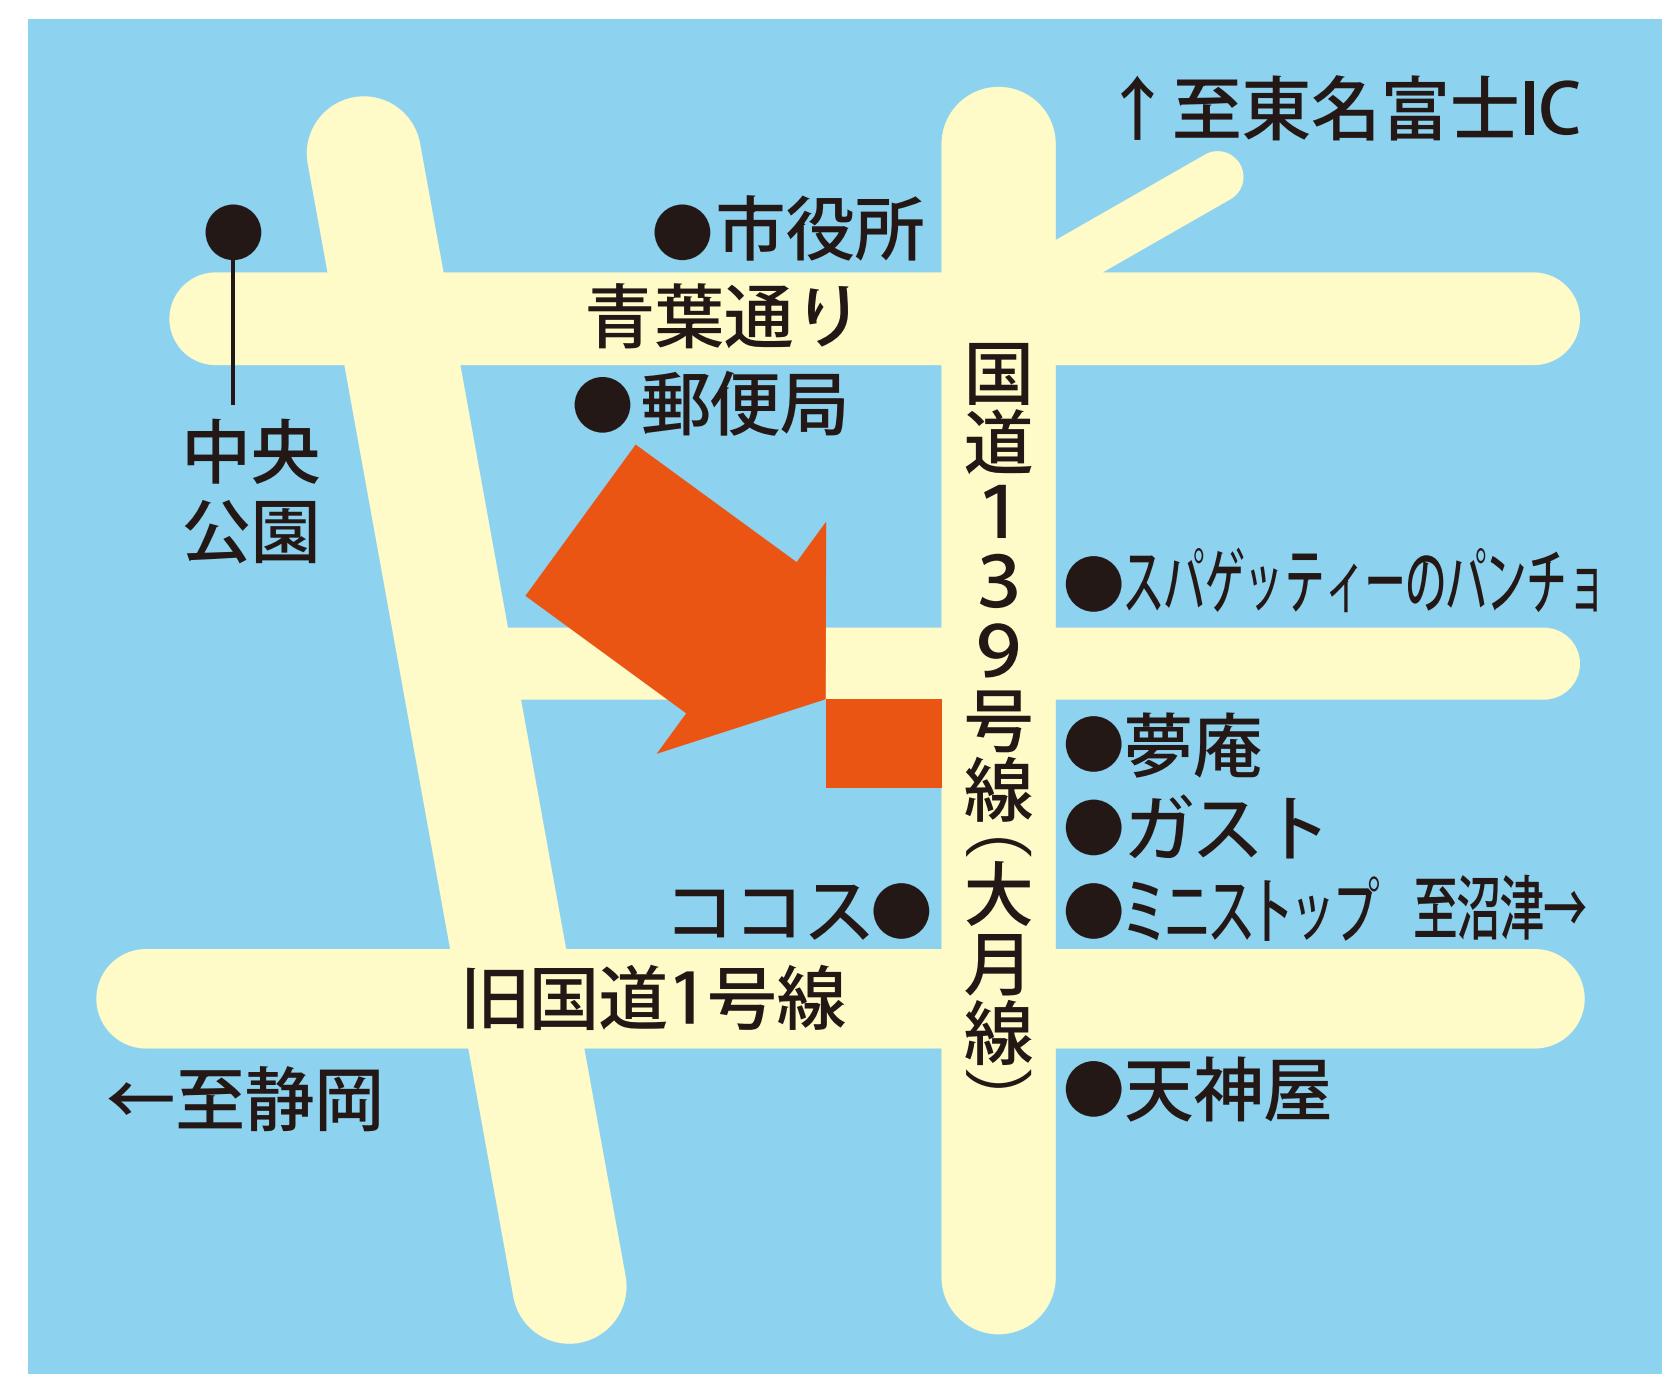 ↑至東名富士IC
●市役所
青葉通り
●郵便局
中央
公園
国道139号線(大月線)
●スパゲッティーのパンチョ
●夢庵
●ガスト
ココス●
●ミニストップ 至沼津→
旧国道1号線
←至静岡
●天神屋